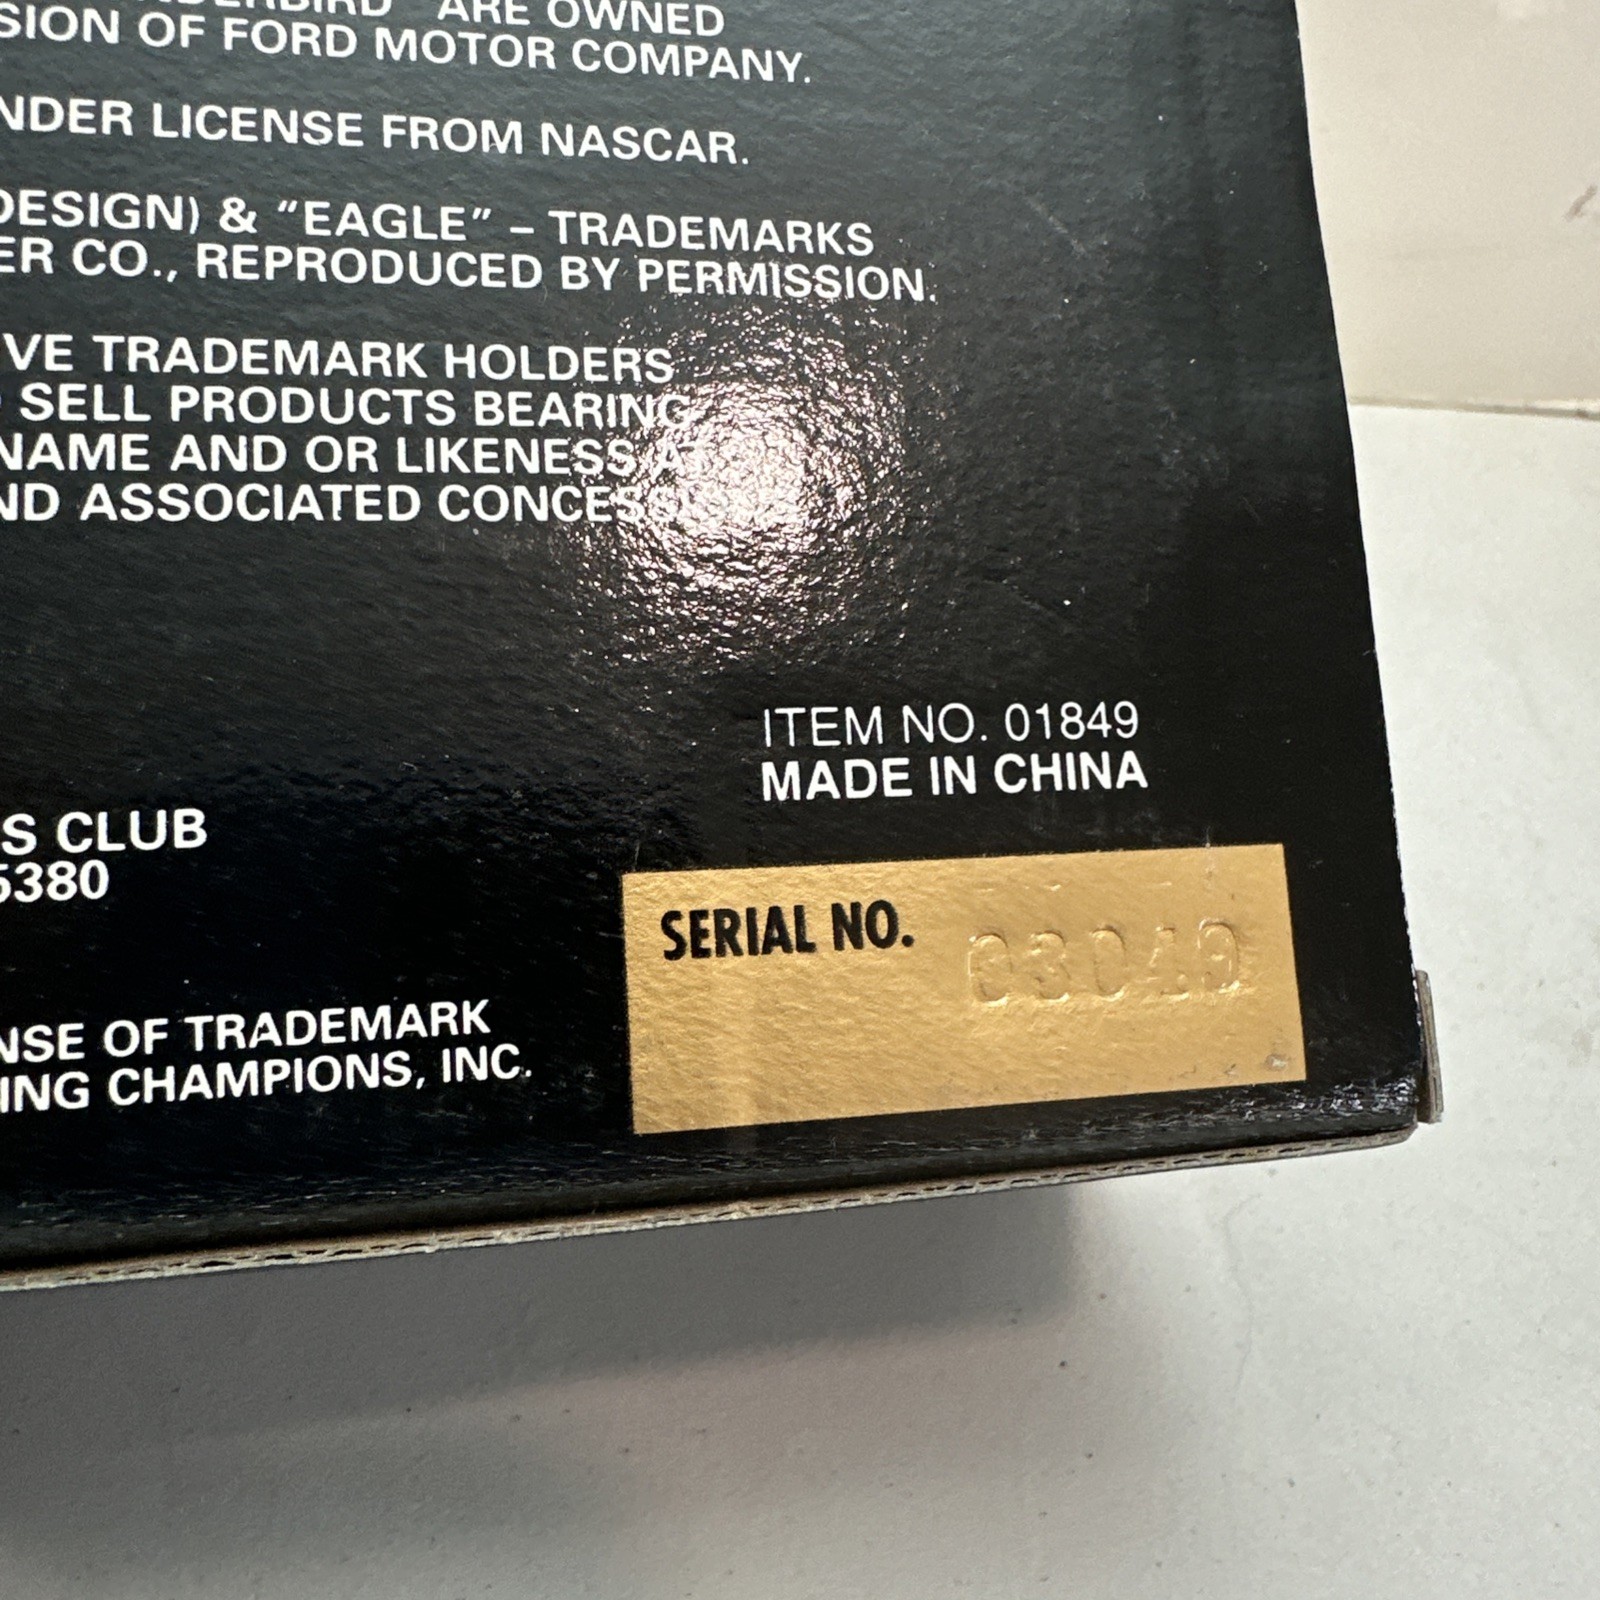 ARE OWNED
SION OF FORD MOTOR COMPANY.
NDER LICENSE FROM NASCAR.
DESIGN) & “EAGLE” – TRADEMARKS
ER CO., REPRODUCED BY PERMISSION.
VE TRADEMARK HOLDERS
SELL PRODUCTS BEARING
NAME AND OR LIKENESS AT
ND ASSOCIATED
ITEM NO. 01849
MADE IN CHINA
S CLUB
5380
SERIAL NO. 03049
NSE OF TRADEMARK
ING CHAMPIONS, INC.